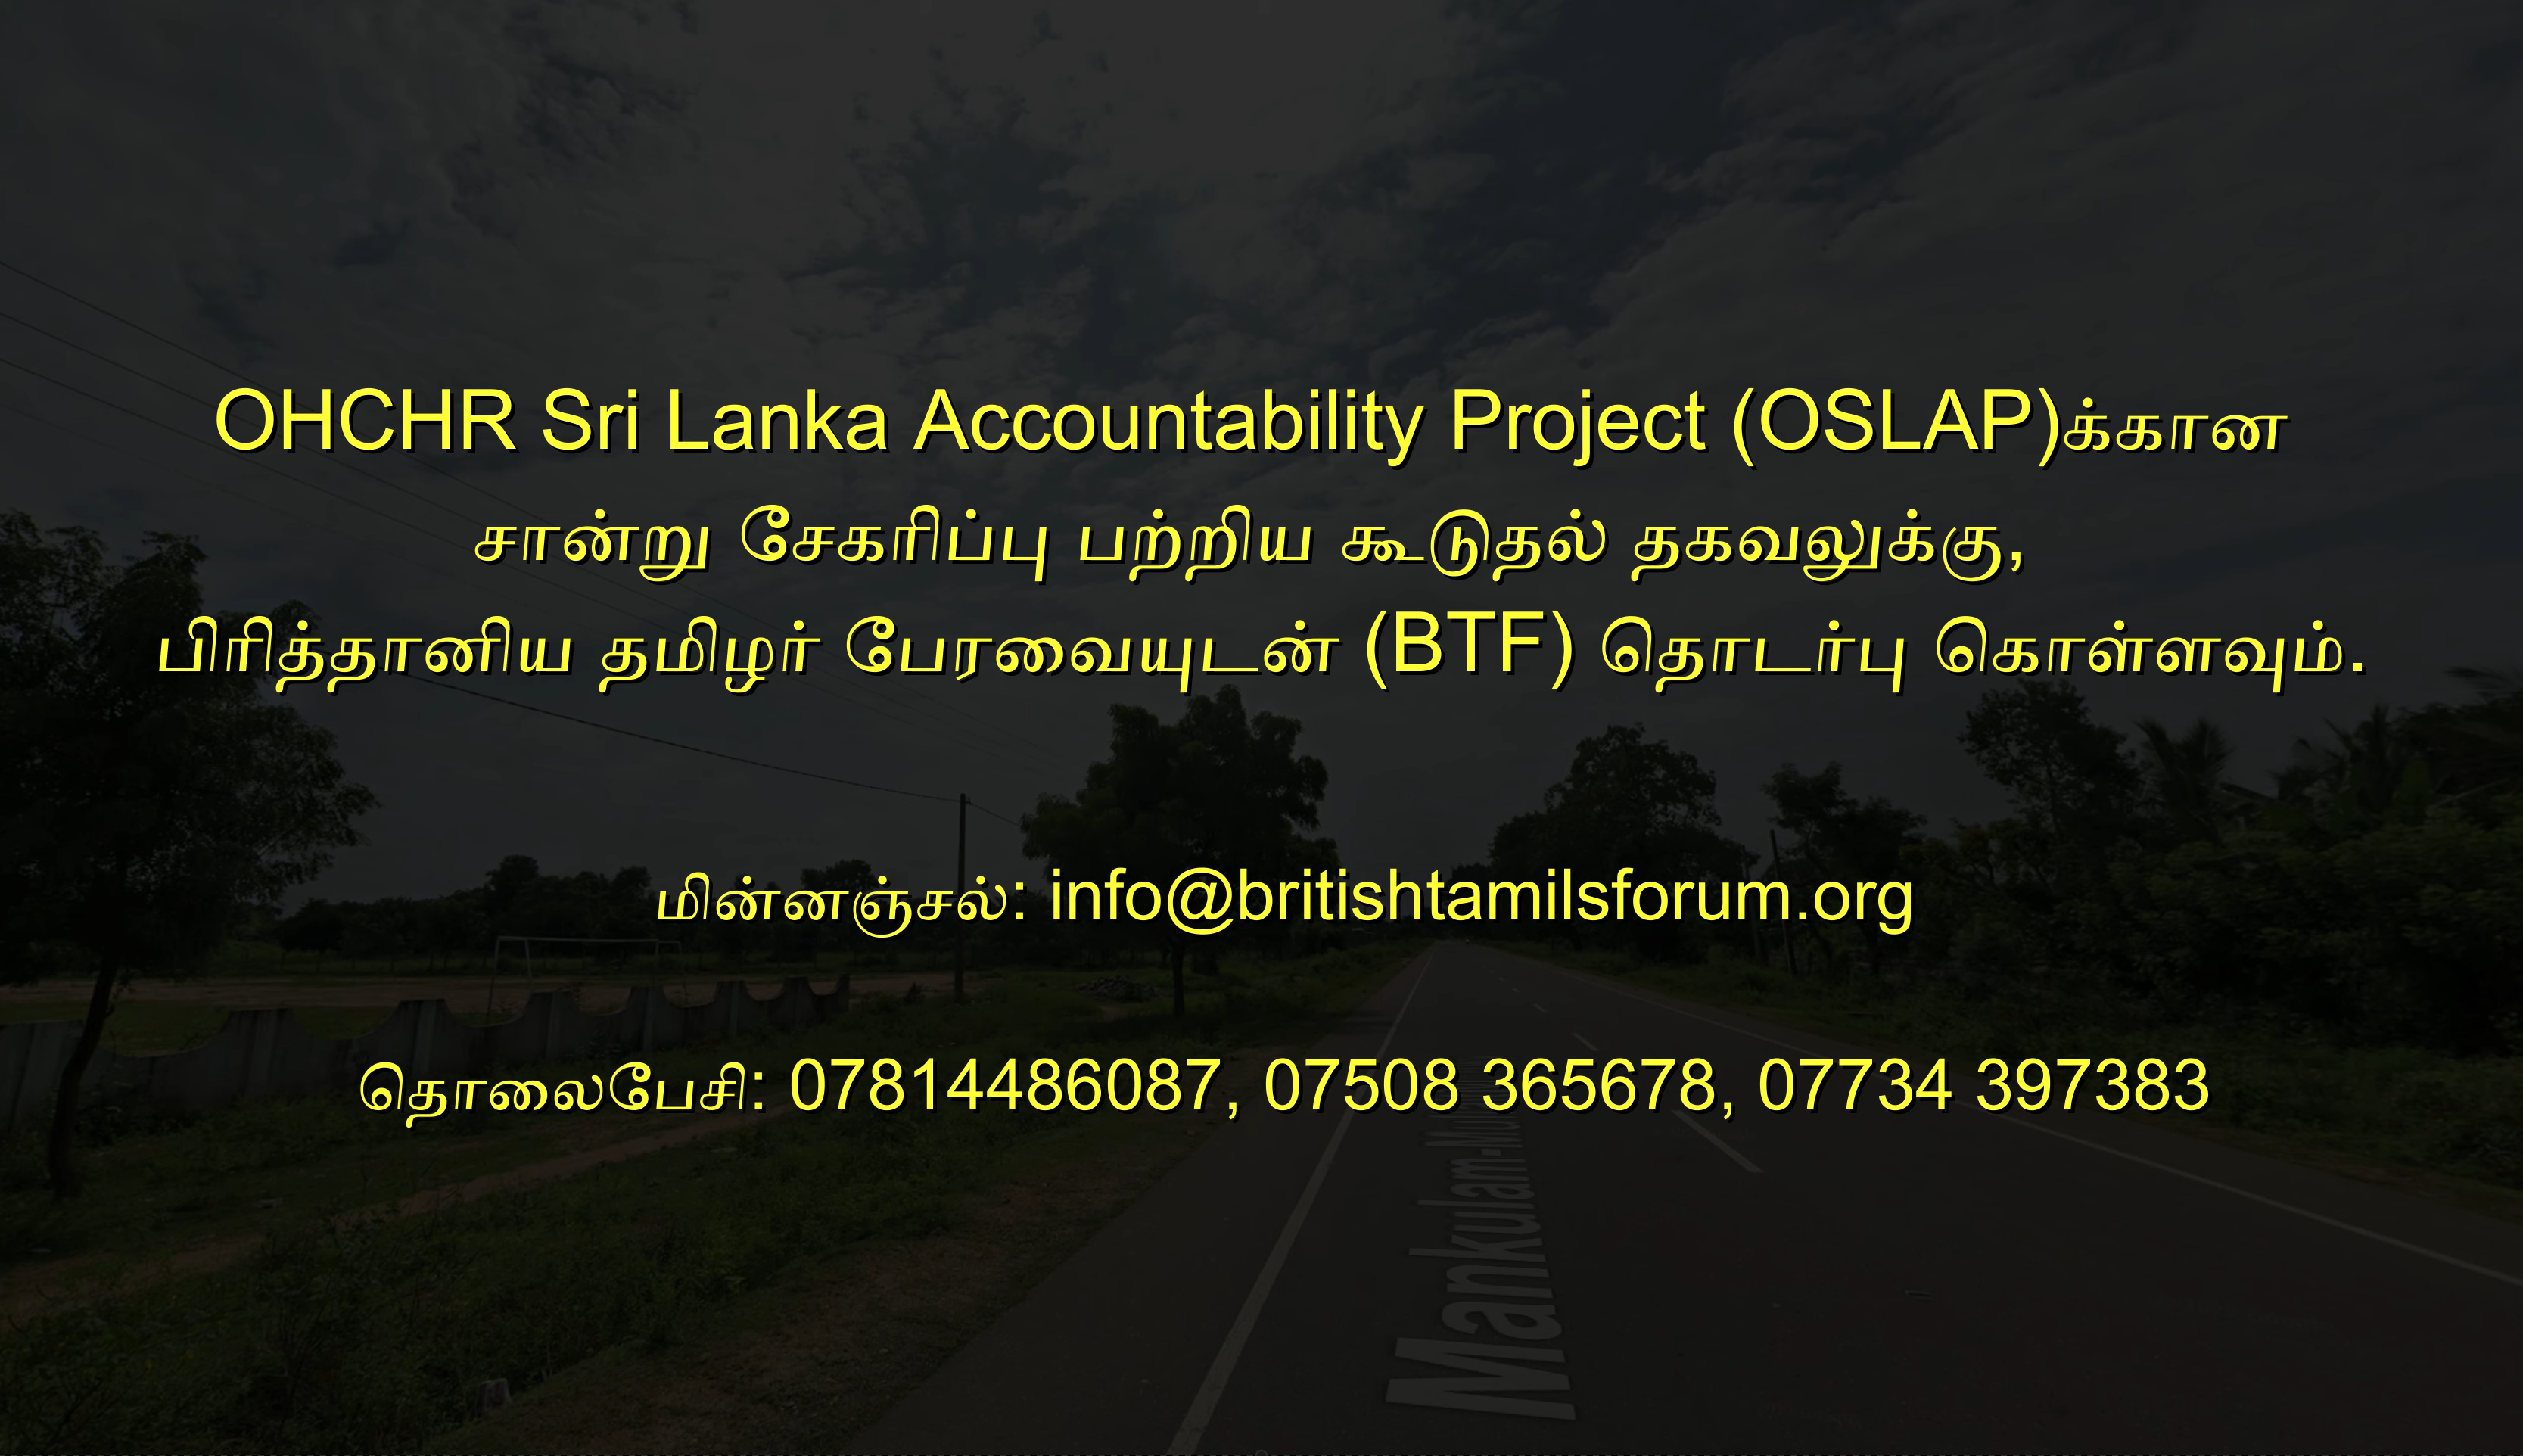 OHCHR Sri Lanka Accountability Project (OSLAP)க்கான
சான்று சேகரிப்பு பற்றிய கூடுதல் தகவலுக்கு,
பிரித்தானிய தமிழர் பேரவையுடன் (BTF) தொடர்பு கொள்ளவும்.
மின்னஞ்சல்: info@britishtamilsforum.org
தொலைபேசி: 07814486087, 07508 365678, 07734 397383
Mankulam